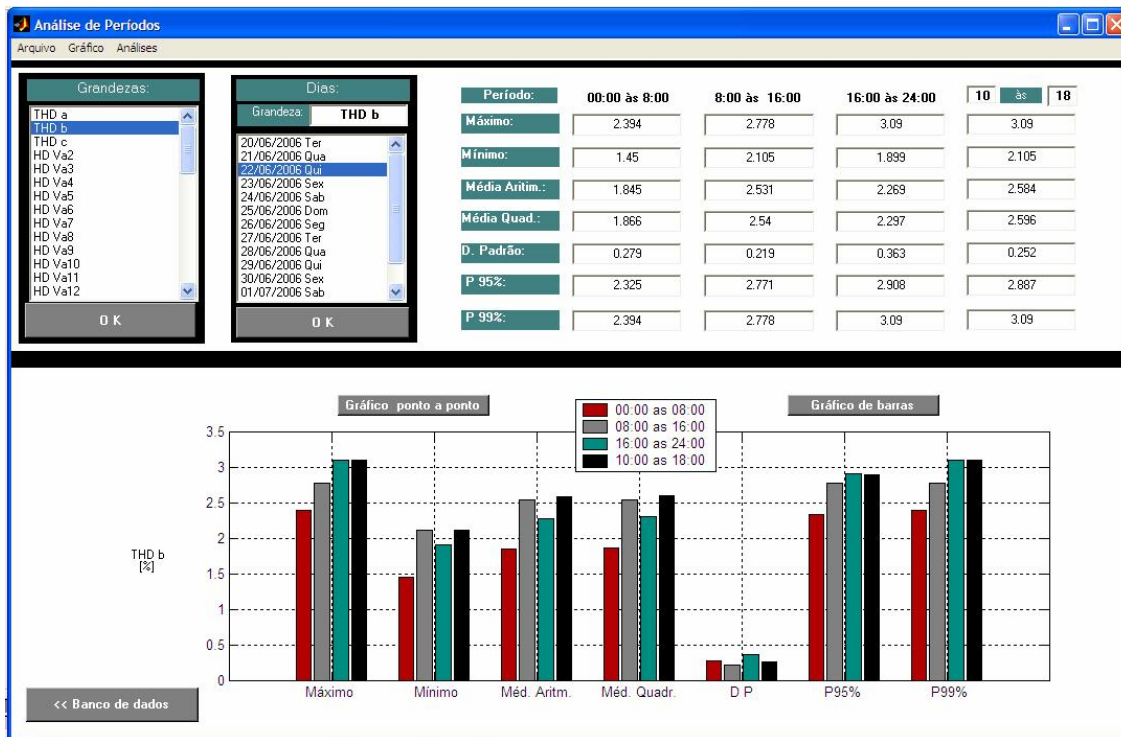 Análise de Períodos
Arquivo Gráfico Análises
Grandezas:
THD a
THD b
THD c
HD Va2
HD Va3
HD Va4
HD Va5
HD Va6
HD Va7
HD Va8
HD Va9
HD Va10
HD Va11
HD Va12
O K
Dias:
Grandeza: THD b
20/06/2006 Ter
21/06/2006 Qua
22/06/2006 Qui
23/06/2006 Sex
24/06/2006 Sab
25/06/2006 Dom
26/06/2006 Seg
27/06/2006 Ter
28/06/2006 Qua
29/06/2006 Qui
30/06/2006 Sex
01/07/2006 Sab
O K
Período: 00:00 às 8:00 8:00 às 16:00 16:00 às 24:00 10 às 18
Máximo: 2.394 2.778 3.09 3.09
Mínimo: 1.45 2.105 1.899 2.105
Média Aritim.: 1.845 2.531 2.269 2.584
Média Quad.: 1.866 2.54 2.297 2.596
D. Padrão: 0.279 0.219 0.363 0.252
P 95%: 2.325 2.771 2.908 2.887
P 99%: 2.394 2.778 3.09 3.09
Gráfico ponto a ponto
Gráfico de barras
00:00 as 08:00
08:00 as 16:00
16:00 as 24:00
10:00 as 18:00
3.5
3
2.5
2
1.5
1
0.5
0
THD b
[%]
Máximo Mínimo Méd. Aritm. Méd. Quadr. D P P95% P99%
<< Banco de dados